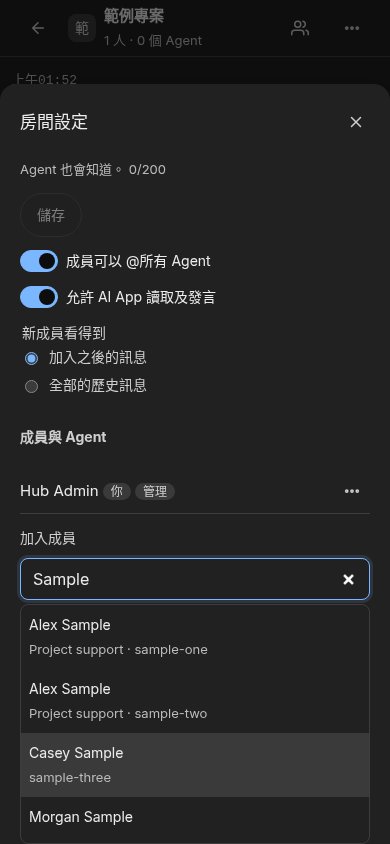 範
範例專案
1 人 · 0 個 Agent
上午01:52
房間設定
Agent 也會知道。 0/200
儲存
成員可以 @所有 Agent
允許 AI App 讀取及發言
新成員看得到
加入之後的訊息
全部的歷史訊息
成員與 Agent
Hub Admin 你 管理
加入成員
Sample
Alex Sample
Project support · sample-one
Alex Sample
Project support · sample-two
Casey Sample
sample-three
Morgan Sample